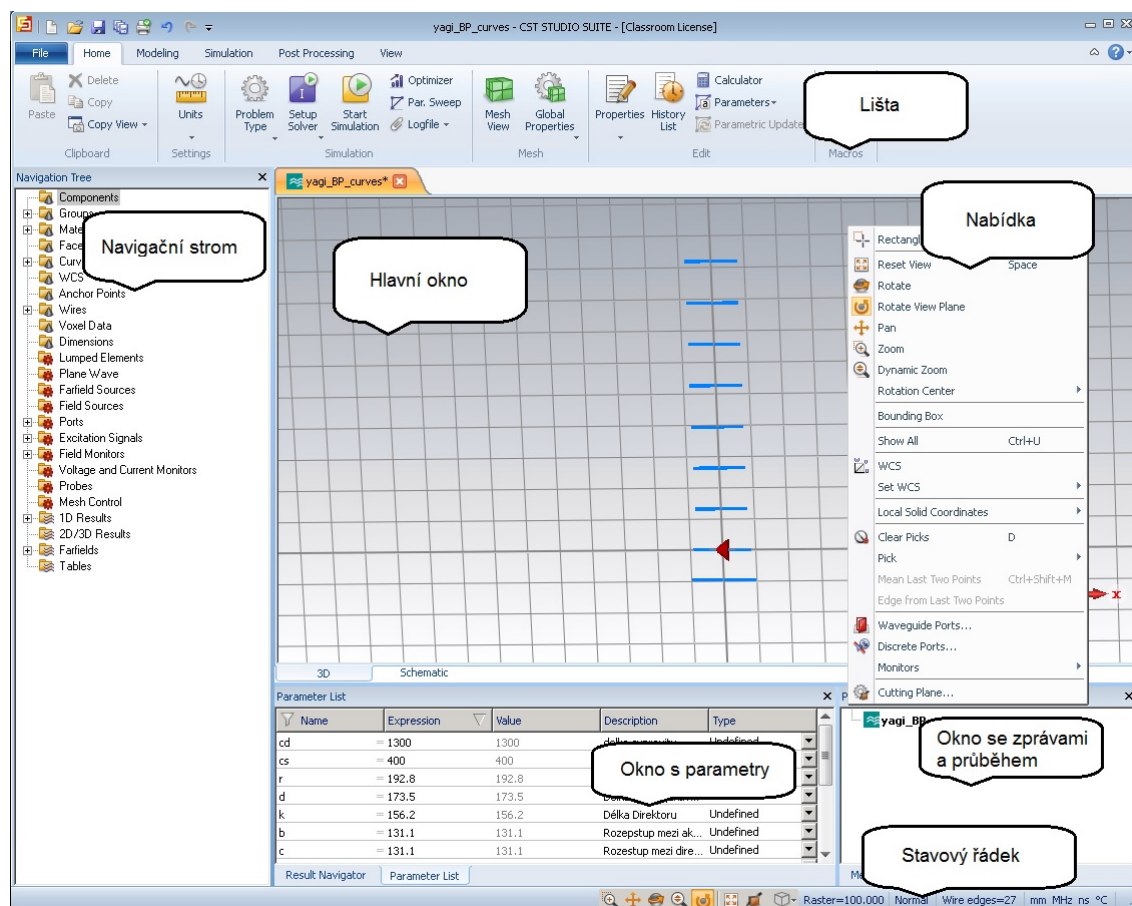 yagi_BP_curves - CST STUDIO SUITE - [Classroom License]
File Home Modeling Simulation Post Processing View
Paste
Delete
Copy
Copy View
Clipboard
Units
Settings
Problem Type
Setup Solver
Start Simulation
Optimizer
Par. Sweep
Logfile
Simulation
Mesh View
Global Properties
Mesh
Properties
History List
Calculator
Parameters
Parametric Update
Edit
Macros
Lišta
Navigation Tree
yagi_BP_curves*
Components
Groups
Mate
Face
Curv
WCS
Anchor Points
Wires
Voxel Data
Dimensions
Lumped Elements
Plane Wave
Farfield Sources
Field Sources
Ports
Excitation Signals
Field Monitors
Voltage and Current Monitors
Probes
Mesh Control
1D Results
2D/3D Results
Farfields
Tables
Navigační strom
Hlavní okno
Nabídka
Rectangl
Reset View Space
Rotate
Rotate View Plane
Pan
Zoom
Dynamic Zoom
Rotation Center
Bounding Box
Show All Ctrl+U
WCS
Set WCS
Local Solid Coordinates
Clear Picks D
Pick
Mean Last Two Points Ctrl+Shift+M
Edge from Last Two Points
Waveguide Ports...
Discrete Ports...
Monitors
Cutting Plane...
x
3D Schematic
Parameter List
Name Expression Value Description Type
cd = 1300 1300 Undefined
cs = 400 400
r = 192.8 192.8
d = 173.5 173.5
k = 156.2 156.2 Délka Direktoru Undefined
b = 131.1 131.1 Rozepstup mezi ak... Undefined
c = 131.1 131.1 Rozestup mezi dire... Undefined
Okno s parametry
Result Navigator Parameter List
P
yagi_BP
Okno se zprávami
a průběhem
Stavový řádek
Me
Raster=100.000 Normal Wire edges=27 mm MHz ns °C